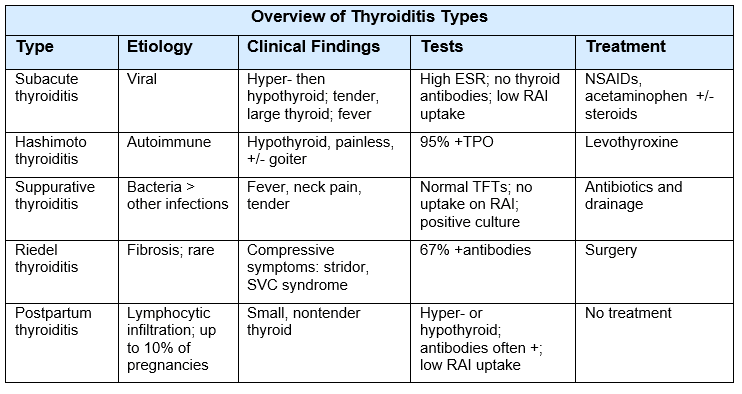 Overview of Thyroiditis Types
Type Etiology Clinical Findings Tests Treatment
Subacute
thyroiditis
Viral
Hyper- then
hypothyroid; tender,
large thyroid; fever
High ESR; no thyroid
antibodies; low RAI
uptake
NSAIDs,
acetaminophen +/-
steroids
Hashimoto
thyroiditis
Autoimmune
Hypothyroid, painless,
+/- goiter
95% +TPO
Levothyroxine
Suppurative
thyroiditis
Bacteria >
other infections
Fever, neck pain,
tender
Normal TFTs; no
uptake on RAI;
positive culture
Antibiotics and
drainage
Riedel
thyroiditis
Fibrosis; rare
Compressive
symptoms: stridor,
SVC syndrome
67% +antibodies
Surgery
Postpartum
thyroiditis
Lymphocytic
infiltration; up
to 10% of
pregnancies
Small, nontender
thyroid
Hyper- or
hypothyroid;
antibodies often +;
low RAI uptake
No treatment